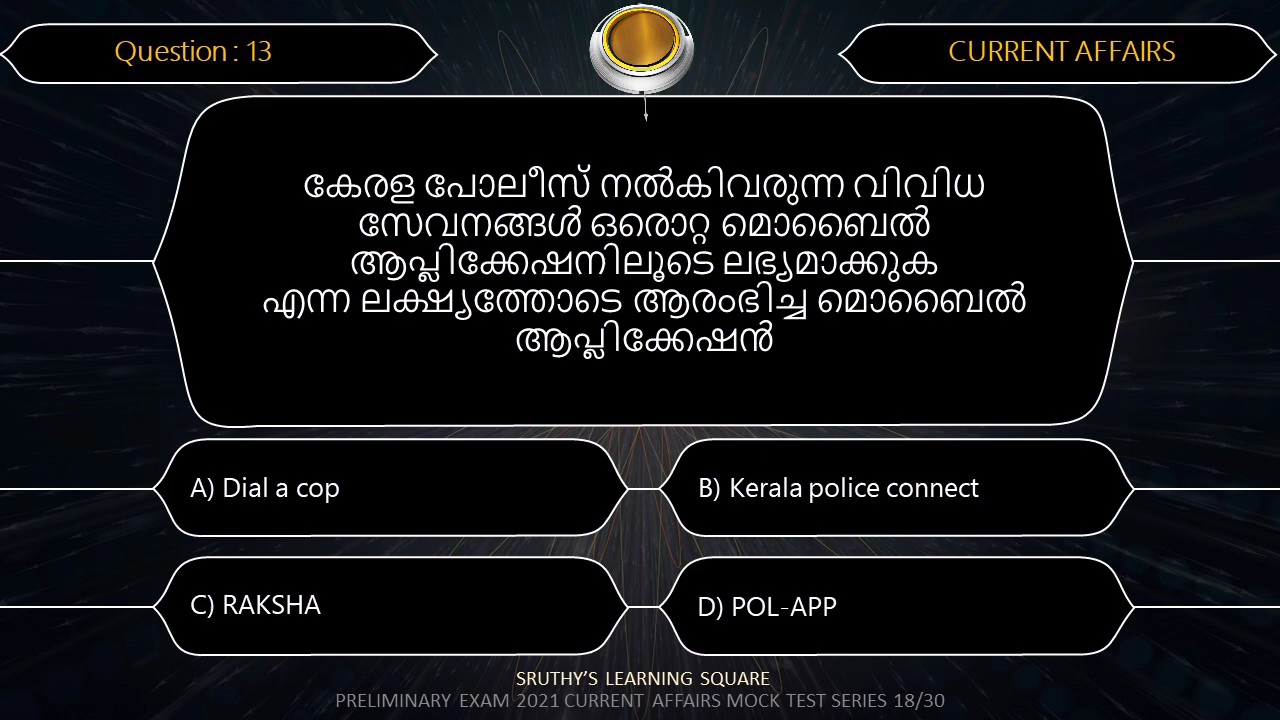 Question : 13
CURRENT AFFAIRS
കേരള പോലീസ് നൽകിവരുന്ന വിവിധ
സേവനങ്ങൾ ഒരൊറ്റ മൊബൈൽ
ആപ്ലിക്കേഷനിലൂടെ ലഭ്യമാക്കുക
എന്ന ലക്ഷ്യത്തോടെ ആരംഭിച്ച മൊബൈൽ
ആപ്ലിക്കേഷൻ
A) Dial a cop
B) Kerala police connect
C) RAKSHA
D) POL-APP
SRUTHY'S LEARNING SQUARE
PRELIMINARY EXAM 2021 CURRENT AFFAIRS MOCK TEST SERIES 18/30